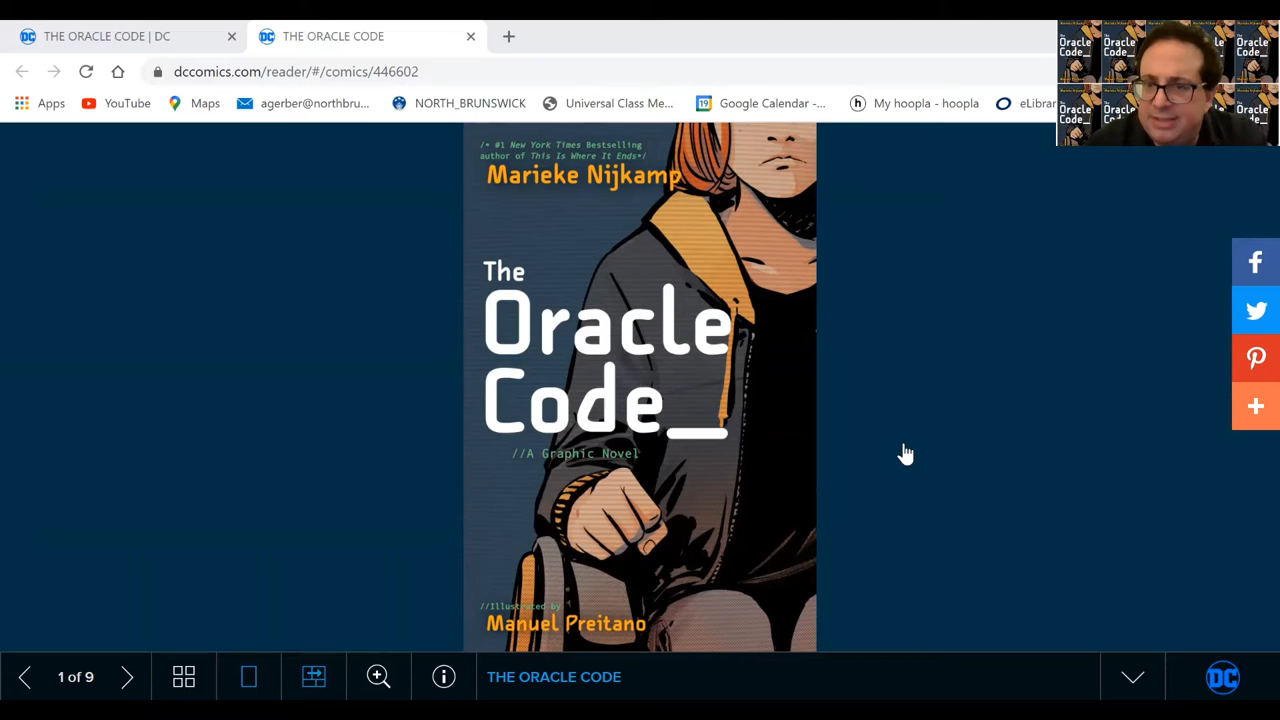 THE ORACLE CODE | DC
THE ORACLE CODE
dccomics.com/reader/#/comics/446602
Apps
YouTube
Maps
agerber@northbru...
NORTH_BRUNSWICK
Universal Class Me...
19
Google Calendar -...
h
My hoopla - hoopla
eLibrar
/* #1 New York Times Bestselling
author of This Is Where It Ends*/
Marieke Nijkamp
The
Oracle
Code_
//A Graphic Novel
//Illustrated by
Manuel Preitano
1 of 9
THE ORACLE CODE
DC